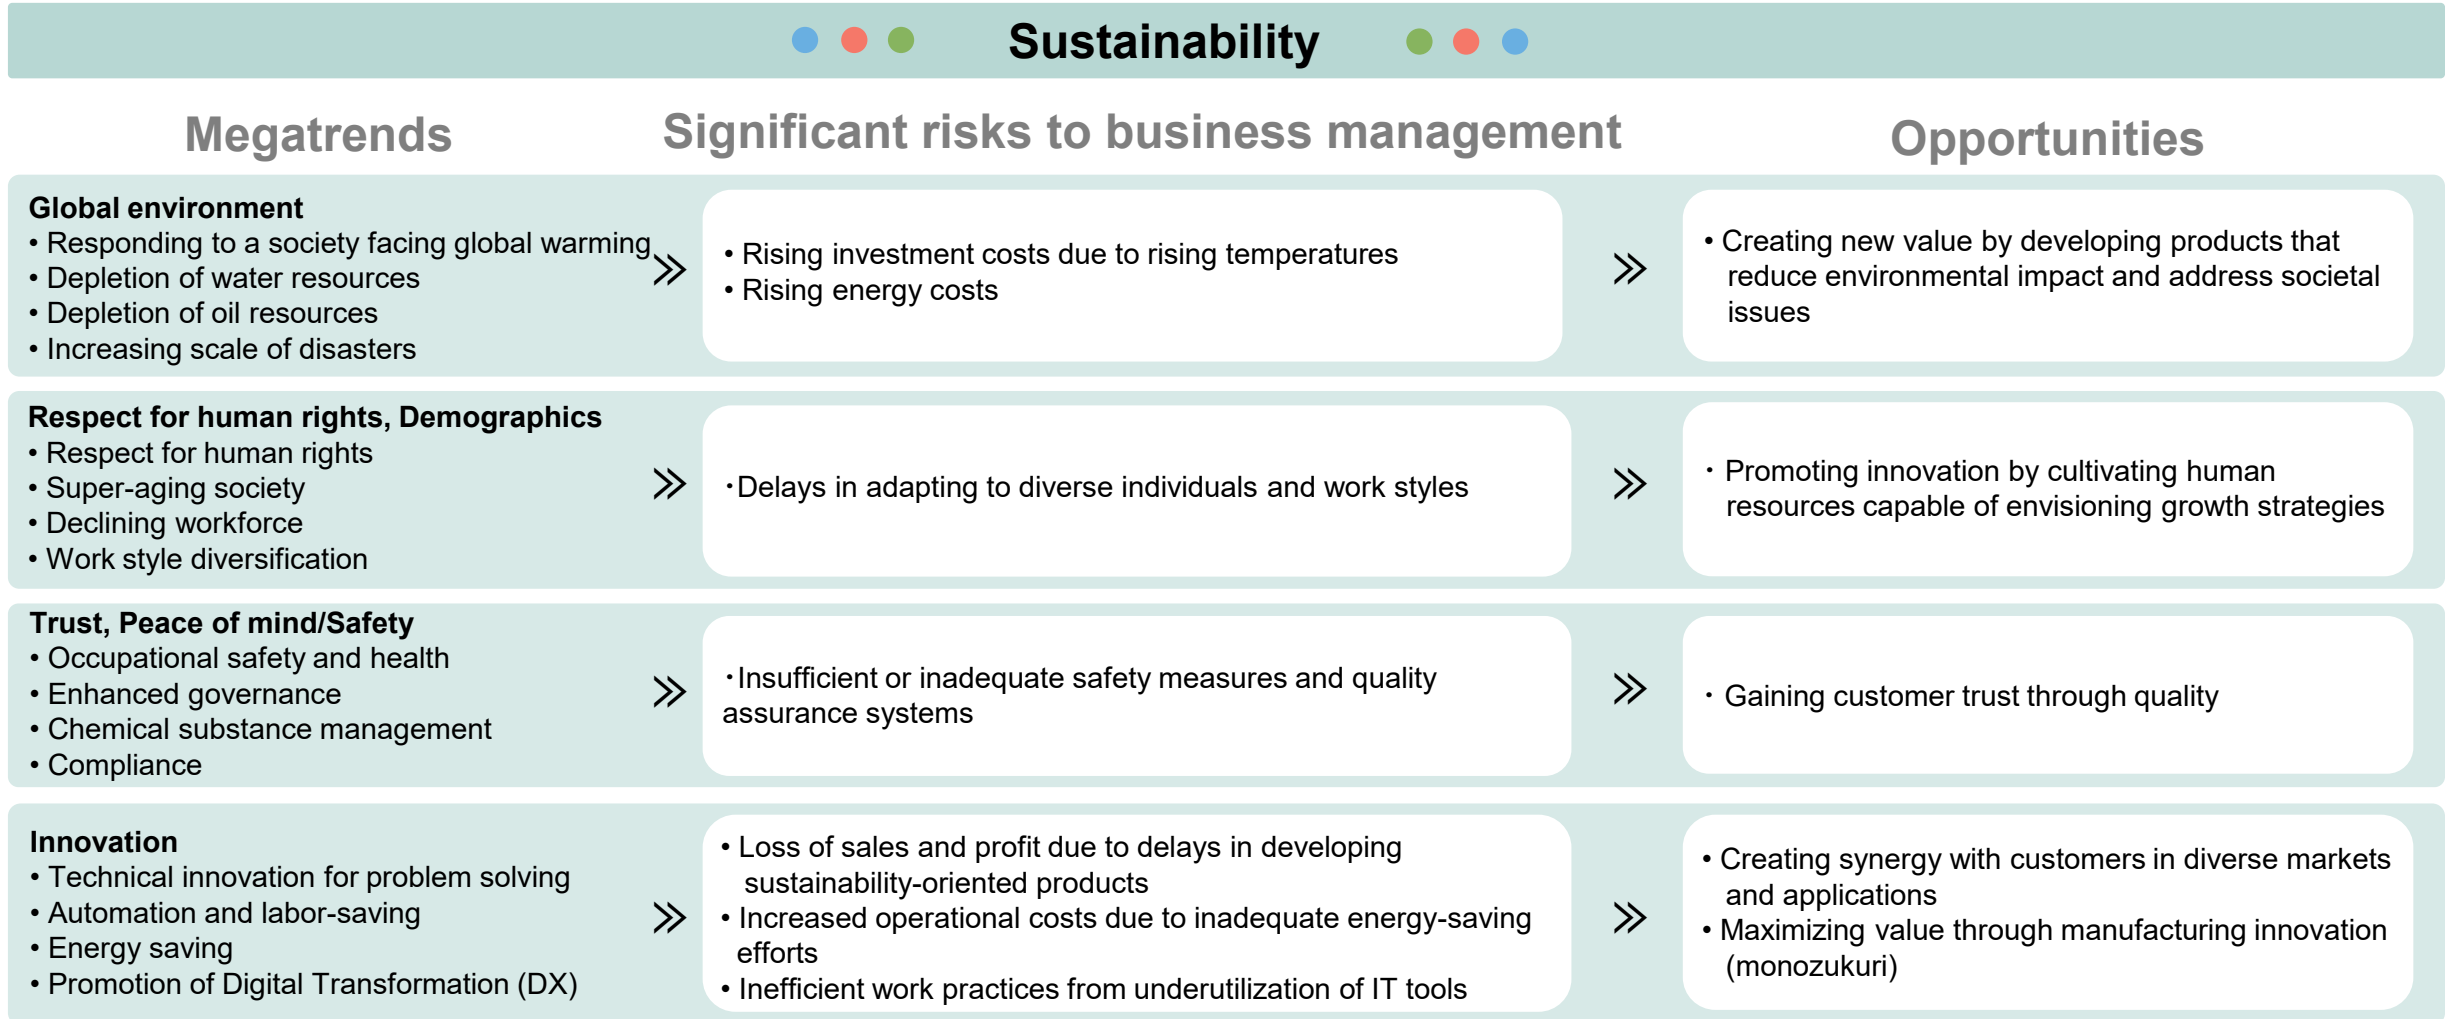 Sustainability
Megatrends
Significant risks to business management
Opportunities
Global environment
• Responding to a society facing global warming
• Depletion of water resources
• Depletion of oil resources
• Increasing scale of disasters
• Rising investment costs due to rising temperatures
• Rising energy costs
• Creating new value by developing products that
reduce environmental impact and address societal
issues
Respect for human rights, Demographics
• Respect for human rights
• Super-aging society
• Declining workforce
• Work style diversification
・Delays in adapting to diverse individuals and work styles
・ Promoting innovation by cultivating human
resources capable of envisioning growth strategies
Trust, Peace of mind/Safety
• Occupational safety and health
• Enhanced governance
• Chemical substance management
• Compliance
・Insufficient or inadequate safety measures and quality
assurance systems
・ Gaining customer trust through quality
Innovation
• Technical innovation for problem solving
• Automation and labor-saving
• Energy saving
• Promotion of Digital Transformation (DX)
• Loss of sales and profit due to delays in developing
sustainability-oriented products
• Increased operational costs due to inadequate energy-saving
efforts
• Inefficient work practices from underutilization of IT tools
• Creating synergy with customers in diverse markets
and applications
• Maximizing value through manufacturing innovation
(monozukuri)